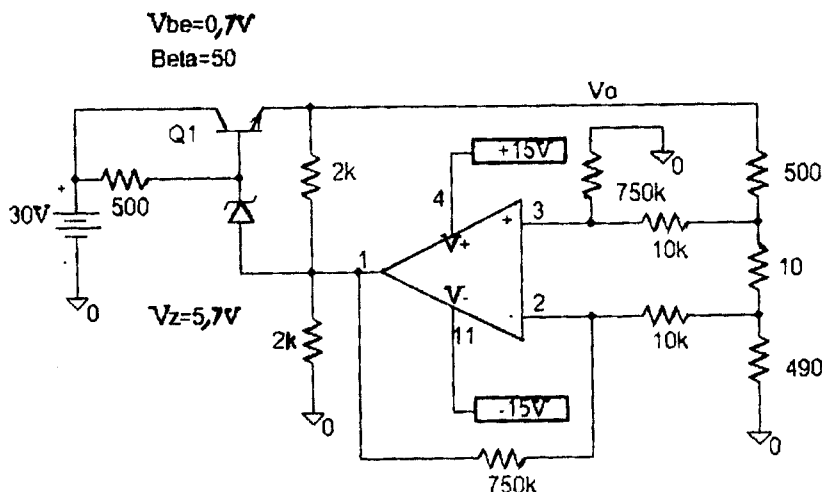 Vbe=0,7V
Beta=50
Vo
Q1
+15V
0
2k
4
750k
500
30V
500
V+
+
3
10k
1
10
0
Vz=5,7V
V-
-
2
2k
11
10k
490
-15V
0
0
750k